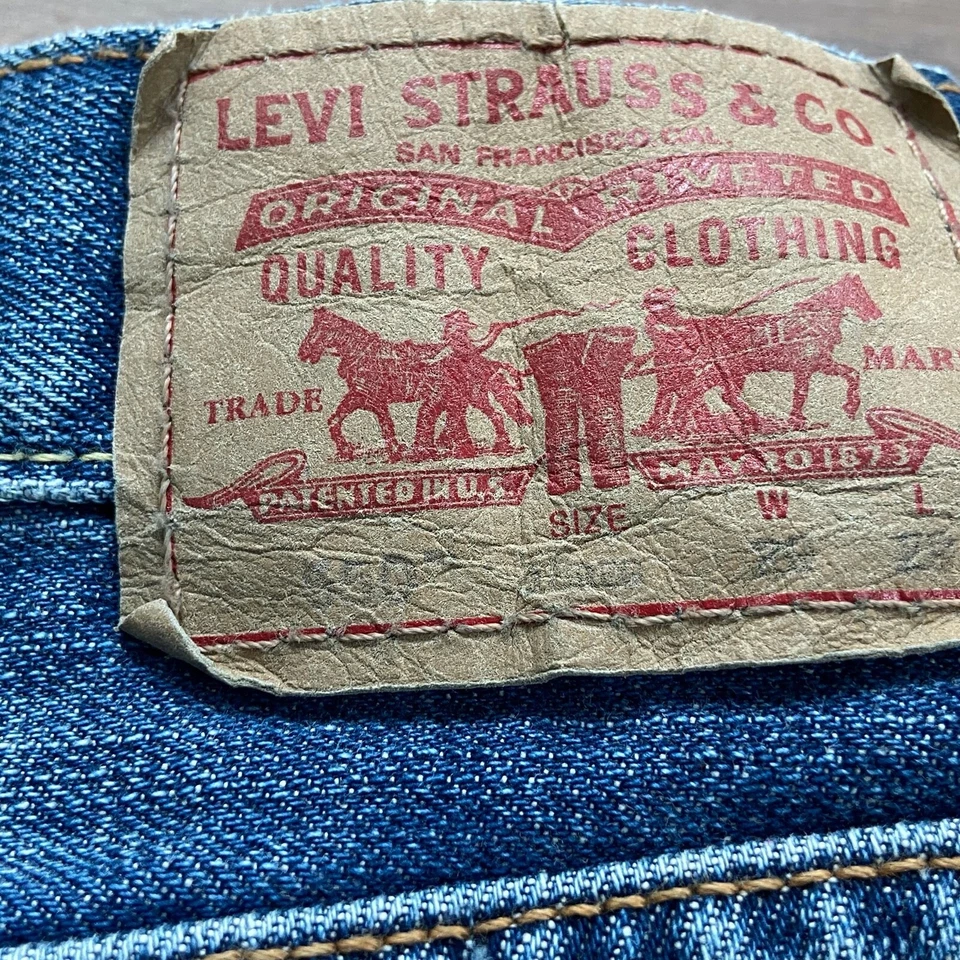 LEVI STRAUSS & CO.
SAN FRANCISCO CAL.
ORIGINAL RIVETED
QUALITY CLOTHING
TRADE MARK
PATENTED IN U.S. MAY 20 1873
SIZE W L